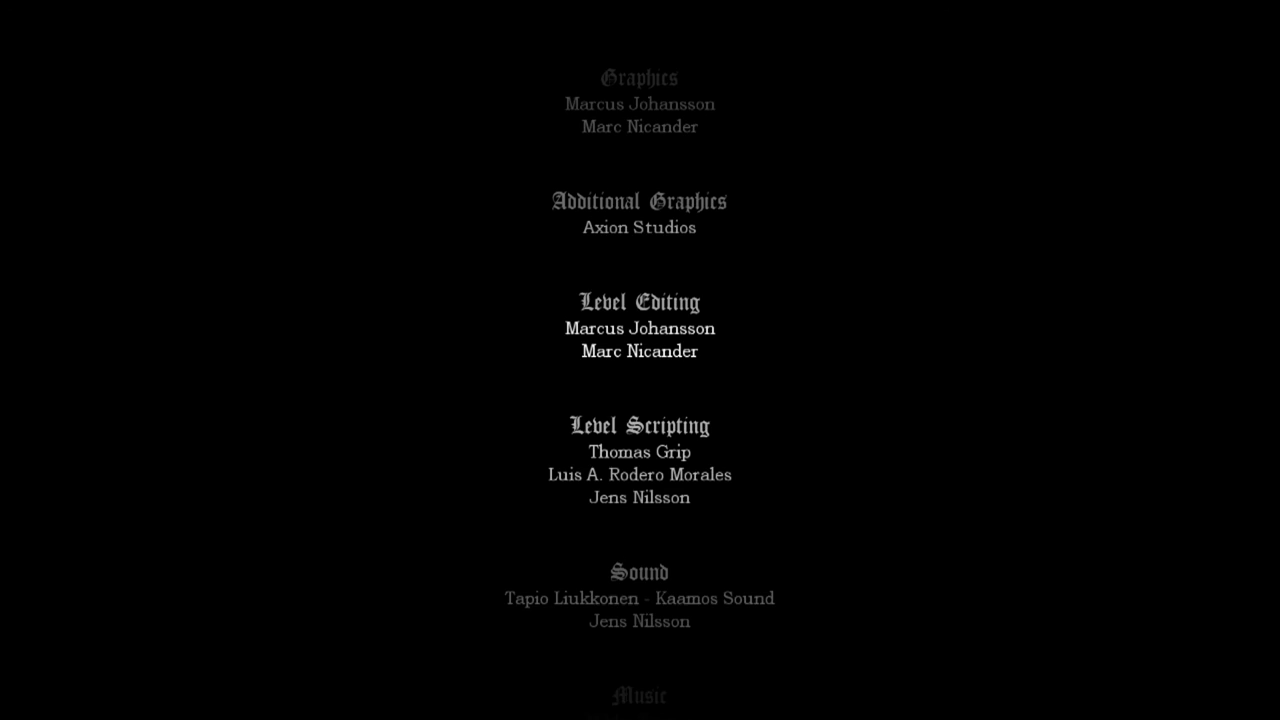 Graphics
Marcus Johansson
Marc Nicander
Additional Graphics
Axion Studios
Level Editing
Marcus Johansson
Marc Nicander
Level Scripting
Thomas Grip
Luis A. Rodero Morales
Jens Nilsson
Sound
Tapio Liukkonen - Kaamos Sound
Jens Nilsson
Music